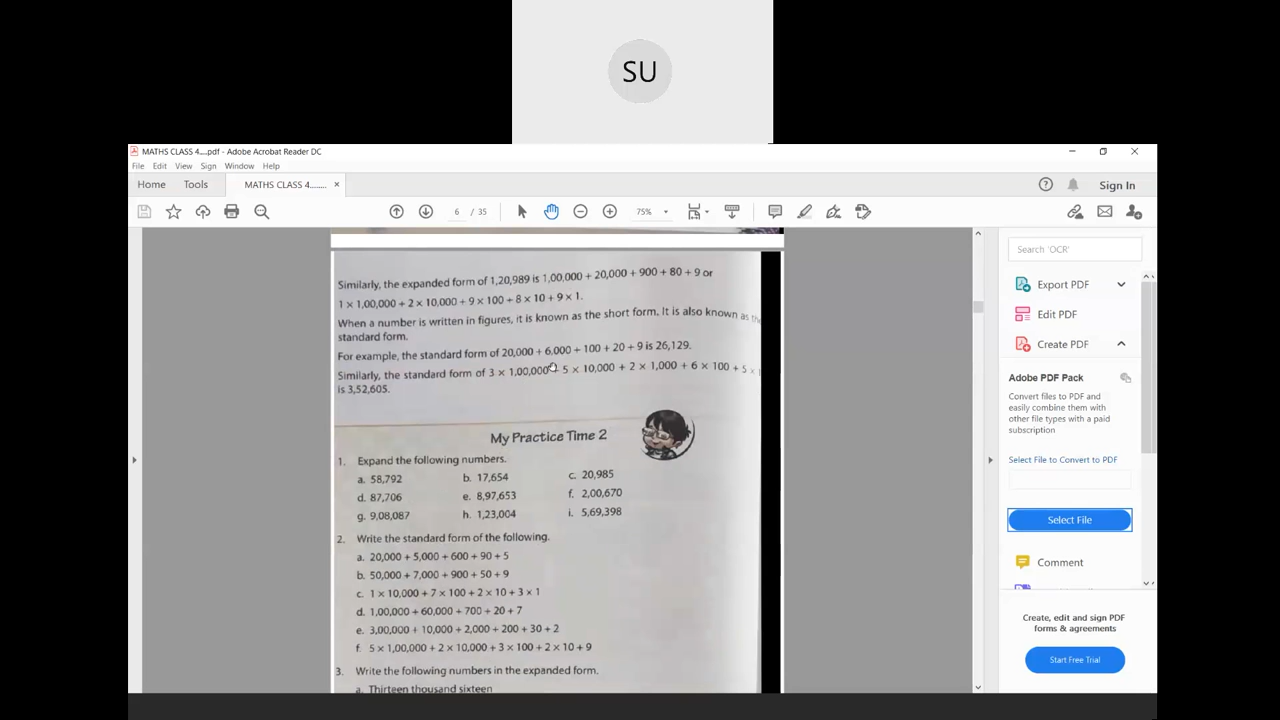 SU
MATHS CLASS 4....pdf - Adobe Acrobat Reader DC
File Edit View Sign Window Help
Home Tools MATHS CLASS 4........ ×
Sign In
6 / 35 75%
Similarly, the expanded form of 1,20,989 is 1,00,000 + 20,000 + 900 + 80 + 9 or
1 × 1,00,000 + 2 × 10,000 + 9 × 100 + 8 × 10 + 9 × 1.
When a number is written in figures, it is known as the short form. It is also known as the
standard form.
For example, the standard form of 20,000 + 6,000 + 100 + 20 + 9 is 26,129.
Similarly, the standard form of 3 × 1,00,000 + 5 × 10,000 + 2 × 1,000 + 6 × 100 + 5 ×
is 3,52,605.
My Practice Time 2
1. Expand the following numbers.
a. 58,792 b. 17,654 c. 20,985
d. 87,706 e. 8,97,653 f. 2,00,670
g. 9,08,087 h. 1,23,004 i. 5,69,398
2. Write the standard form of the following.
a. 20,000 + 5,000 + 600 + 90 + 5
b. 50,000 + 7,000 + 900 + 50 + 9
c. 1 × 10,000 + 7 × 100 + 2 × 10 + 3 × 1
d. 1,00,000 + 60,000 + 700 + 20 + 7
e. 3,00,000 + 10,000 + 2,000 + 200 + 30 + 2
f. 5 × 1,00,000 + 2 × 10,000 + 3 × 100 + 2 × 10 + 9
3. Write the following numbers in the expanded form.
a. Thirteen thousand sixteen
Search 'OCR'
Export PDF
Edit PDF
Create PDF
Adobe PDF Pack
Convert files to PDF and
easily combine them with
other file types with a paid
subscription
Select File to Convert to PDF
Select File
Comment
Create, edit and sign PDF
forms & agreements
Start Free Trial